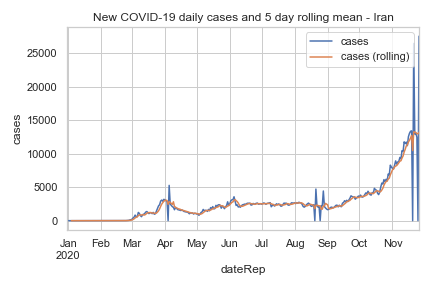 New COVID-19 daily cases and 5 day rolling mean - Iran
cases
cases (rolling)
25000
20000
15000
10000
5000
0
cases
Jan Feb Mar Apr May Jun Jul Aug Sep Oct Nov
2020
dateRep